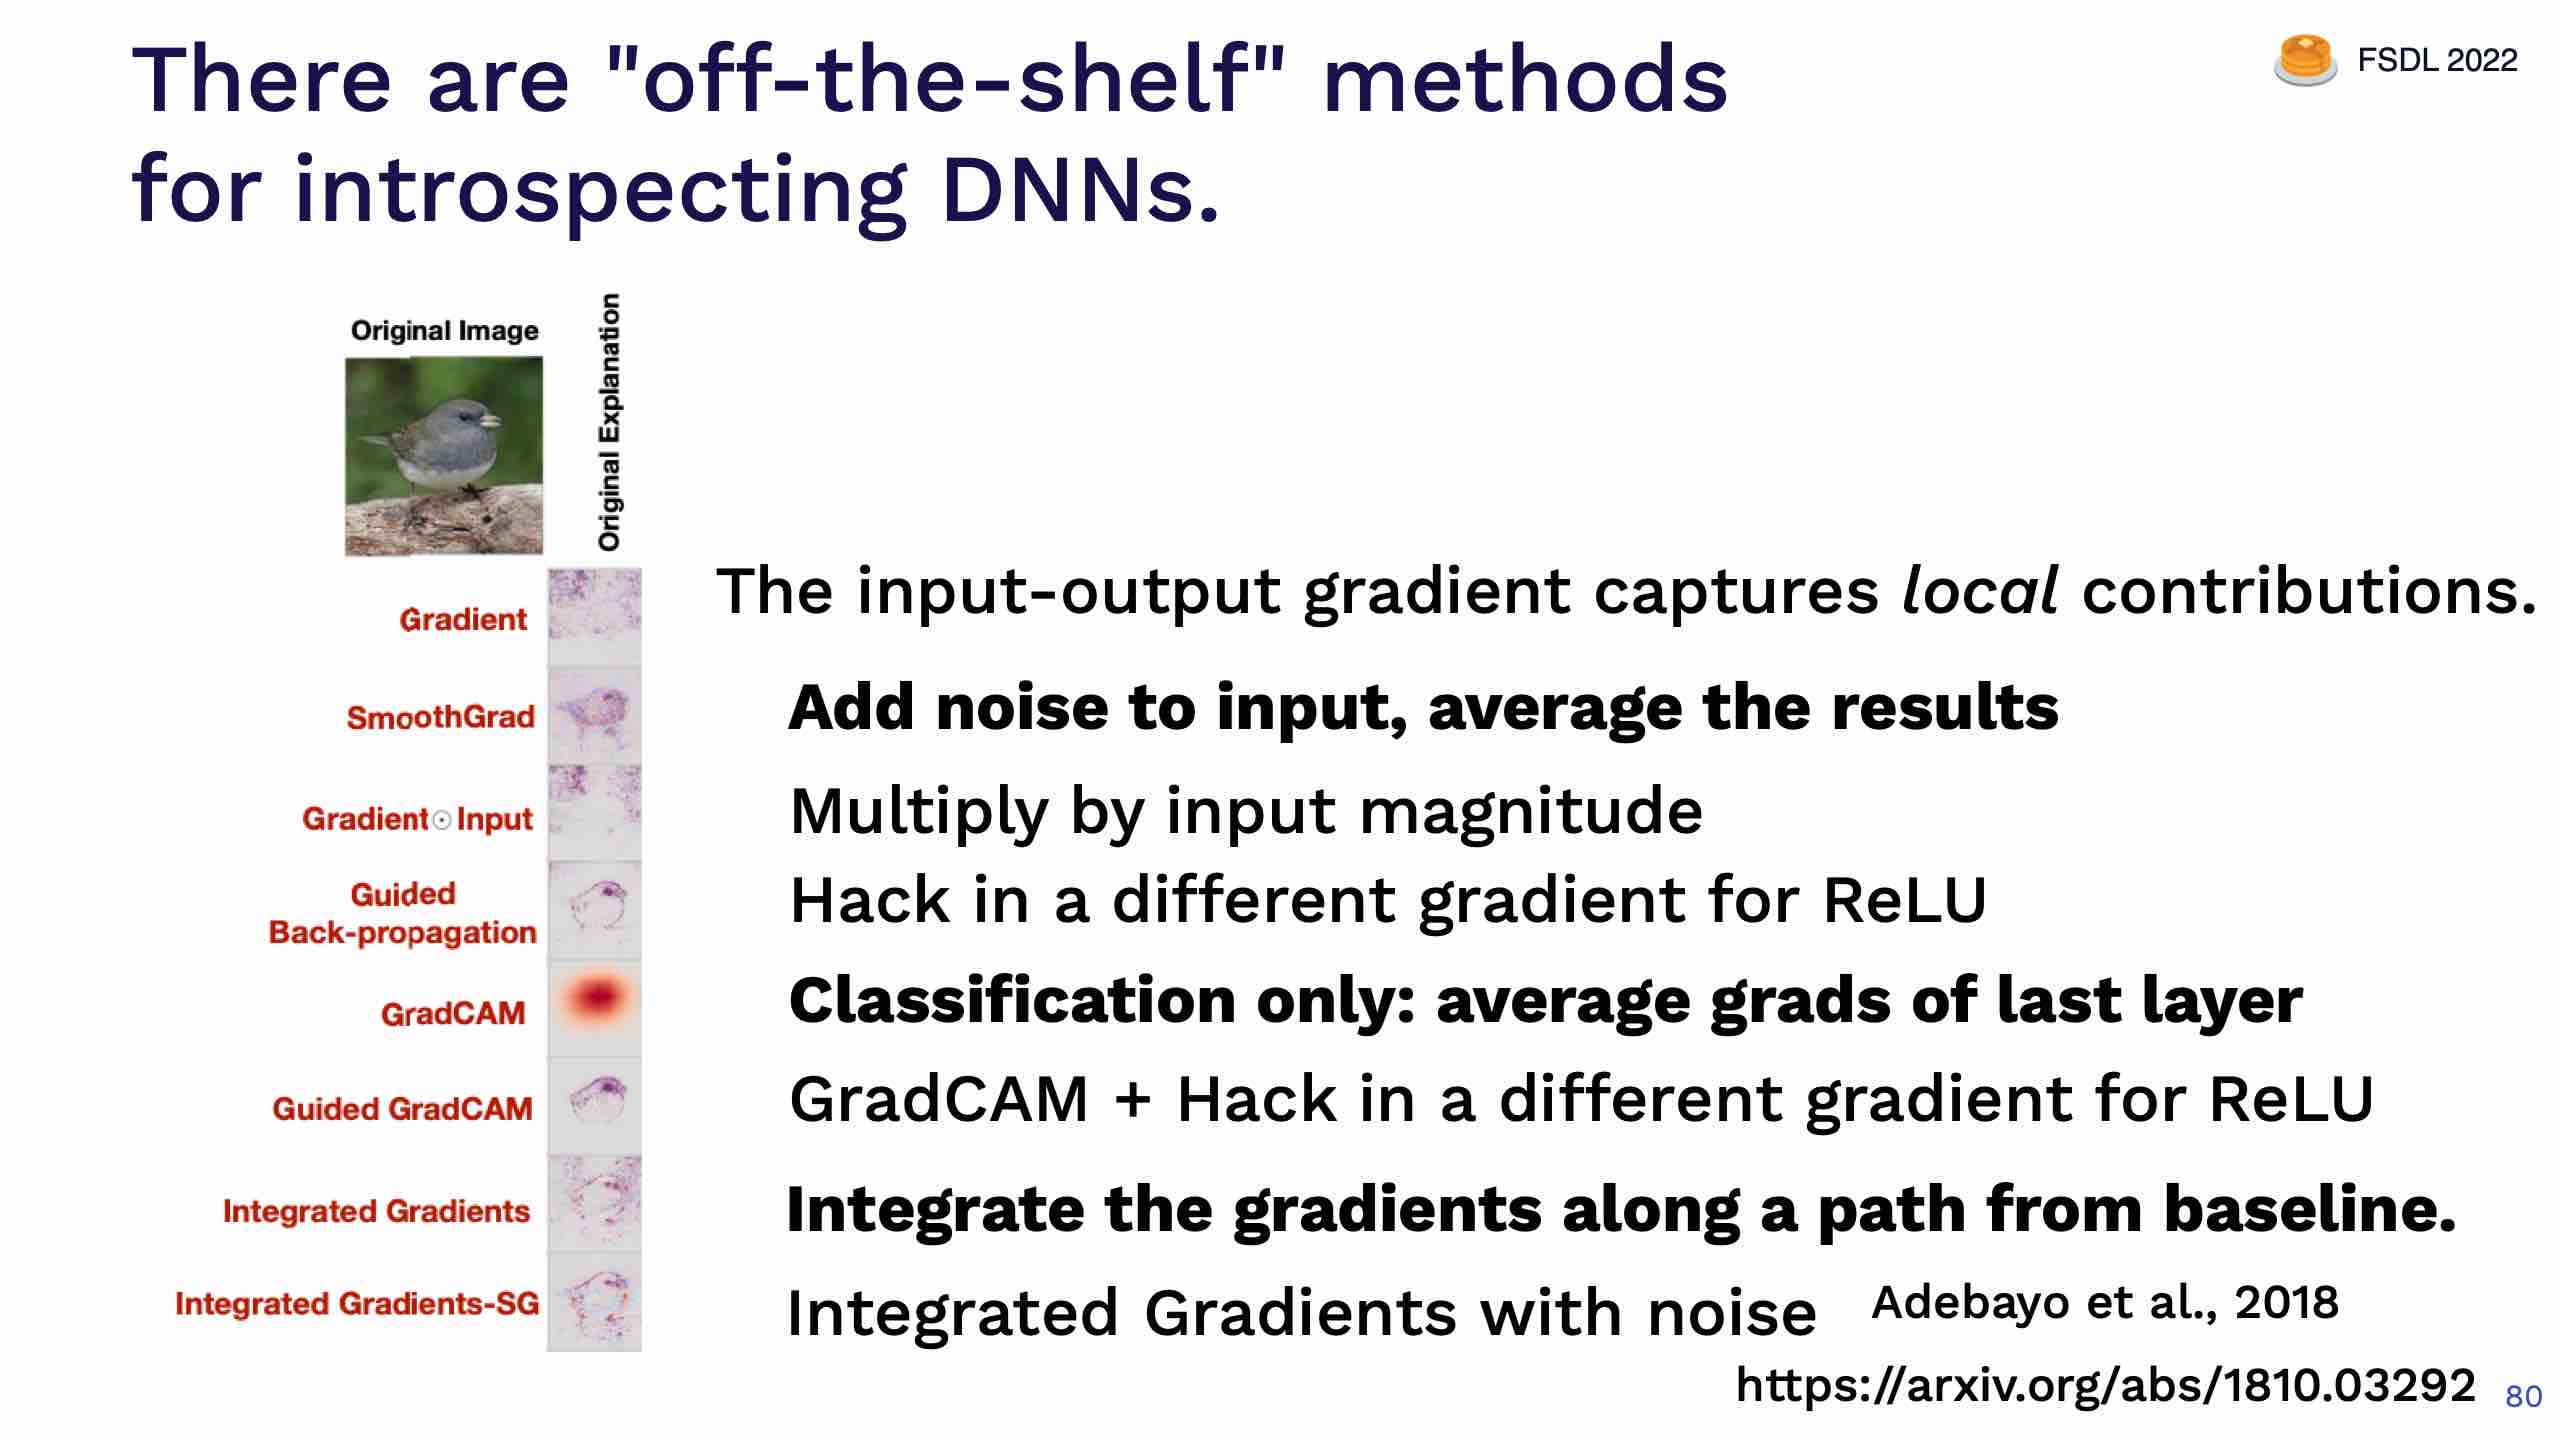 There are "off-the-shelf" methods
for introspecting DNNs.
FSDL 2022
Original Image
Original Explanation
Gradient
The input-output gradient captures local contributions.
SmoothGrad
Add noise to input, average the results
Gradient⊙Input
Multiply by input magnitude
Guided
Back-propagation
Hack in a different gradient for ReLU
GradCAM
Classification only: average grads of last layer
Guided GradCAM
GradCAM + Hack in a different gradient for ReLU
Integrated Gradients
Integrate the gradients along a path from baseline.
Integrated Gradients-SG
Integrated Gradients with noise
Adebayo et al., 2018
https://arxiv.org/abs/1810.03292
80